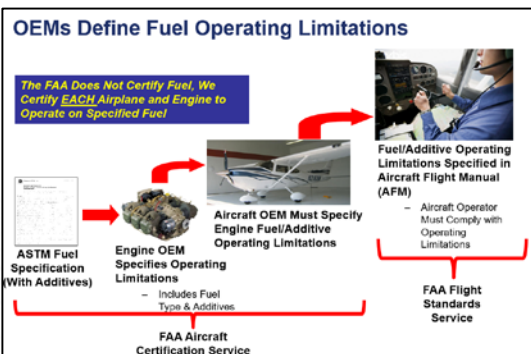 OEMs Define Fuel Operating Limitations
The FAA Does Not Certify Fuel, We
Certify EACH Airplane and Engine to
Operate on Specified Fuel
ASTM Fuel
Specification
(With Additives)
Engine OEM
Specifies Operating
Limitations
– Includes Fuel
Type & Additives
Aircraft OEM Must Specify
Engine Fuel/Additive
Operating Limitations
Fuel/Additive Operating
Limitations Specified in
Aircraft Flight Manual
(AFM)
– Aircraft Operator
Must Comply with
Operating
Limitations
FAA Aircraft
Certification Service
FAA Flight
Standards
Service